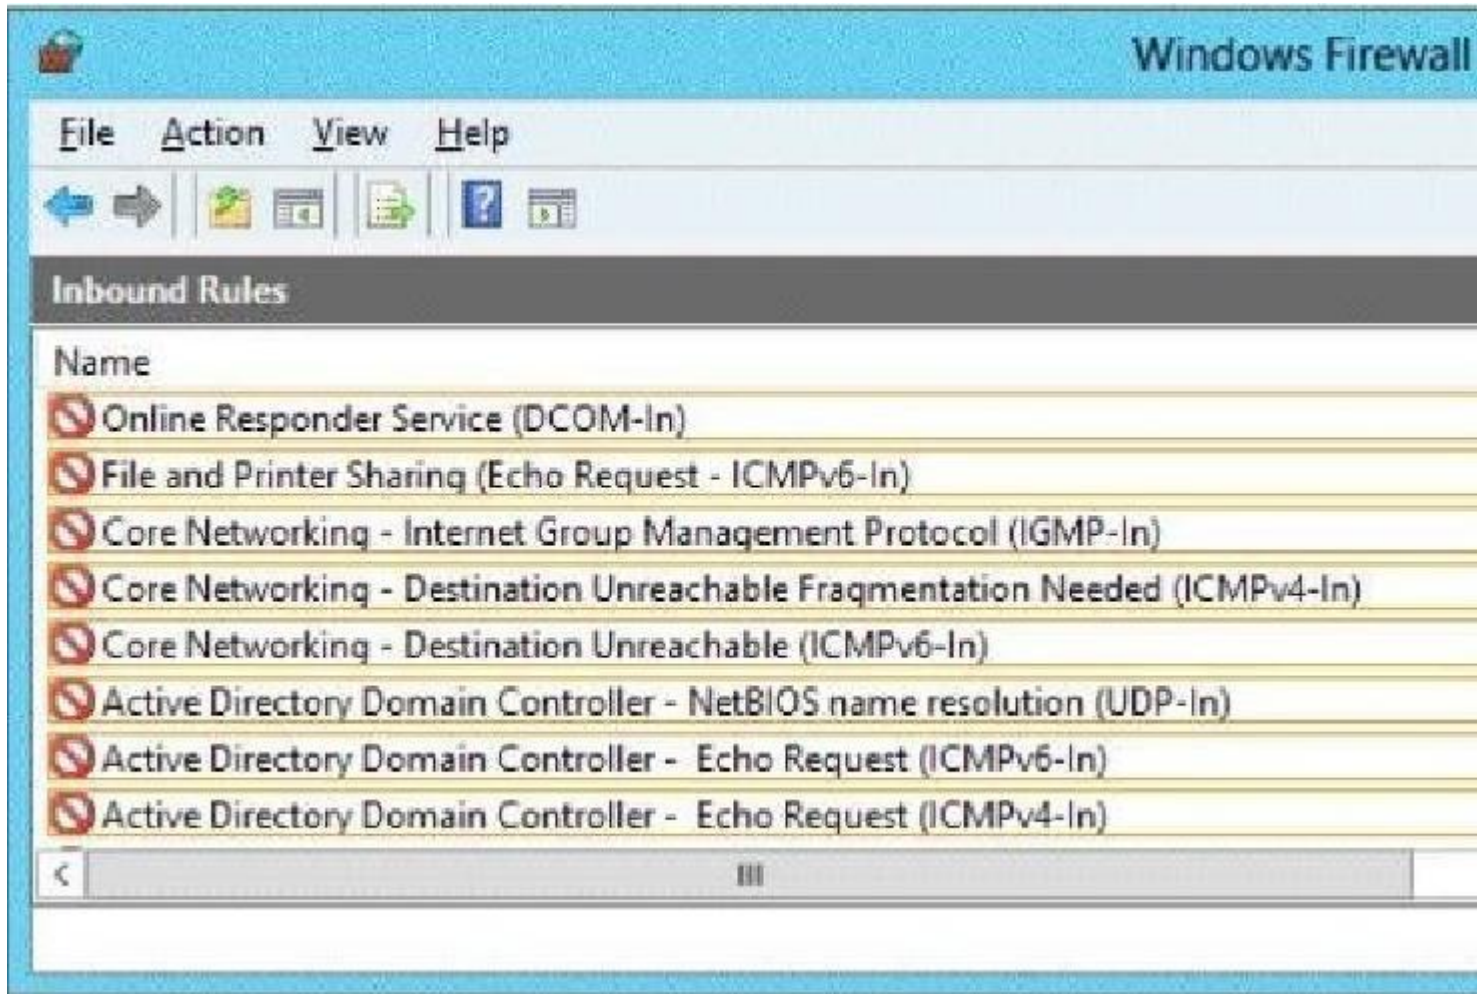 Windows Firewall
File Action View Help
Inbound Rules
Name
Online Responder Service (DCOM-In)
File and Printer Sharing (Echo Request - ICMPv6-In)
Core Networking - Internet Group Management Protocol (IGMP-In)
Core Networking - Destination Unreachable Fragmentation Needed (ICMPv4-In)
Core Networking - Destination Unreachable (ICMPv6-In)
Active Directory Domain Controller - NetBIOS name resolution (UDP-In)
Active Directory Domain Controller -  Echo Request (ICMPv6-In)
Active Directory Domain Controller -  Echo Request (ICMPv4-In)